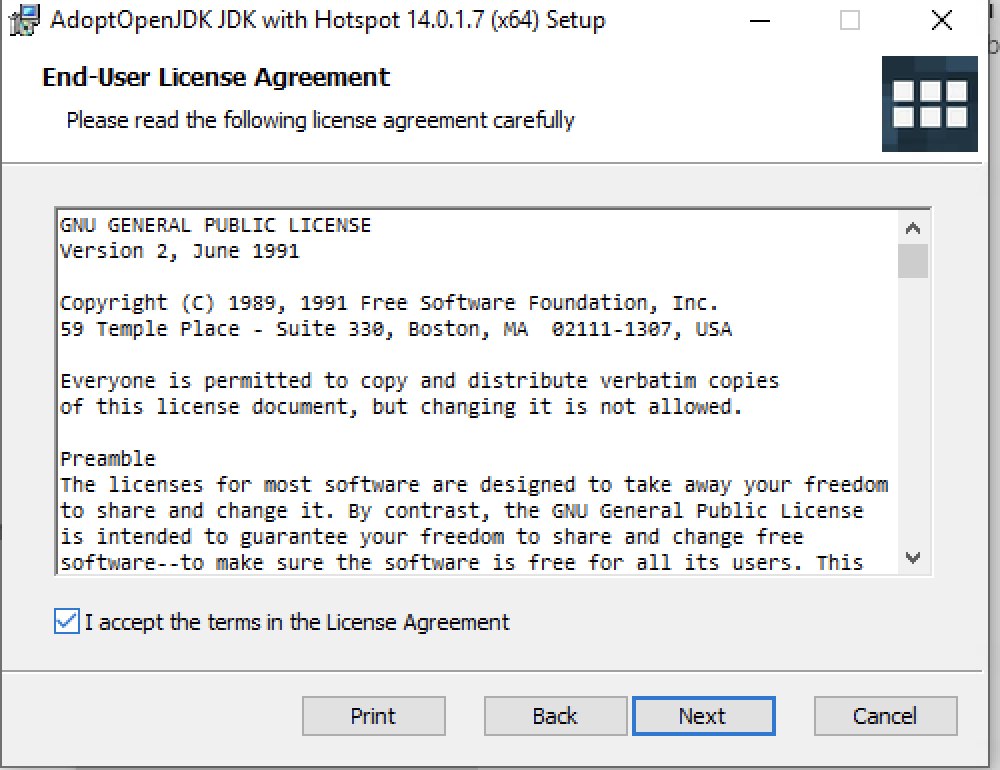 AdoptOpenJDK JDK with Hotspot 14.0.1.7 (x64) Setup
End-User License Agreement
Please read the following license agreement carefully
GNU GENERAL PUBLIC LICENSE
Version 2, June 1991
Copyright (C) 1989, 1991 Free Software Foundation, Inc.
59 Temple Place - Suite 330, Boston, MA  02111-1307, USA
Everyone is permitted to copy and distribute verbatim copies
of this license document, but changing it is not allowed.
Preamble
The licenses for most software are designed to take away your freedom
to share and change it. By contrast, the GNU General Public License
is intended to guarantee your freedom to share and change free
software--to make sure the software is free for all its users. This
I accept the terms in the License Agreement
Print Back Next Cancel